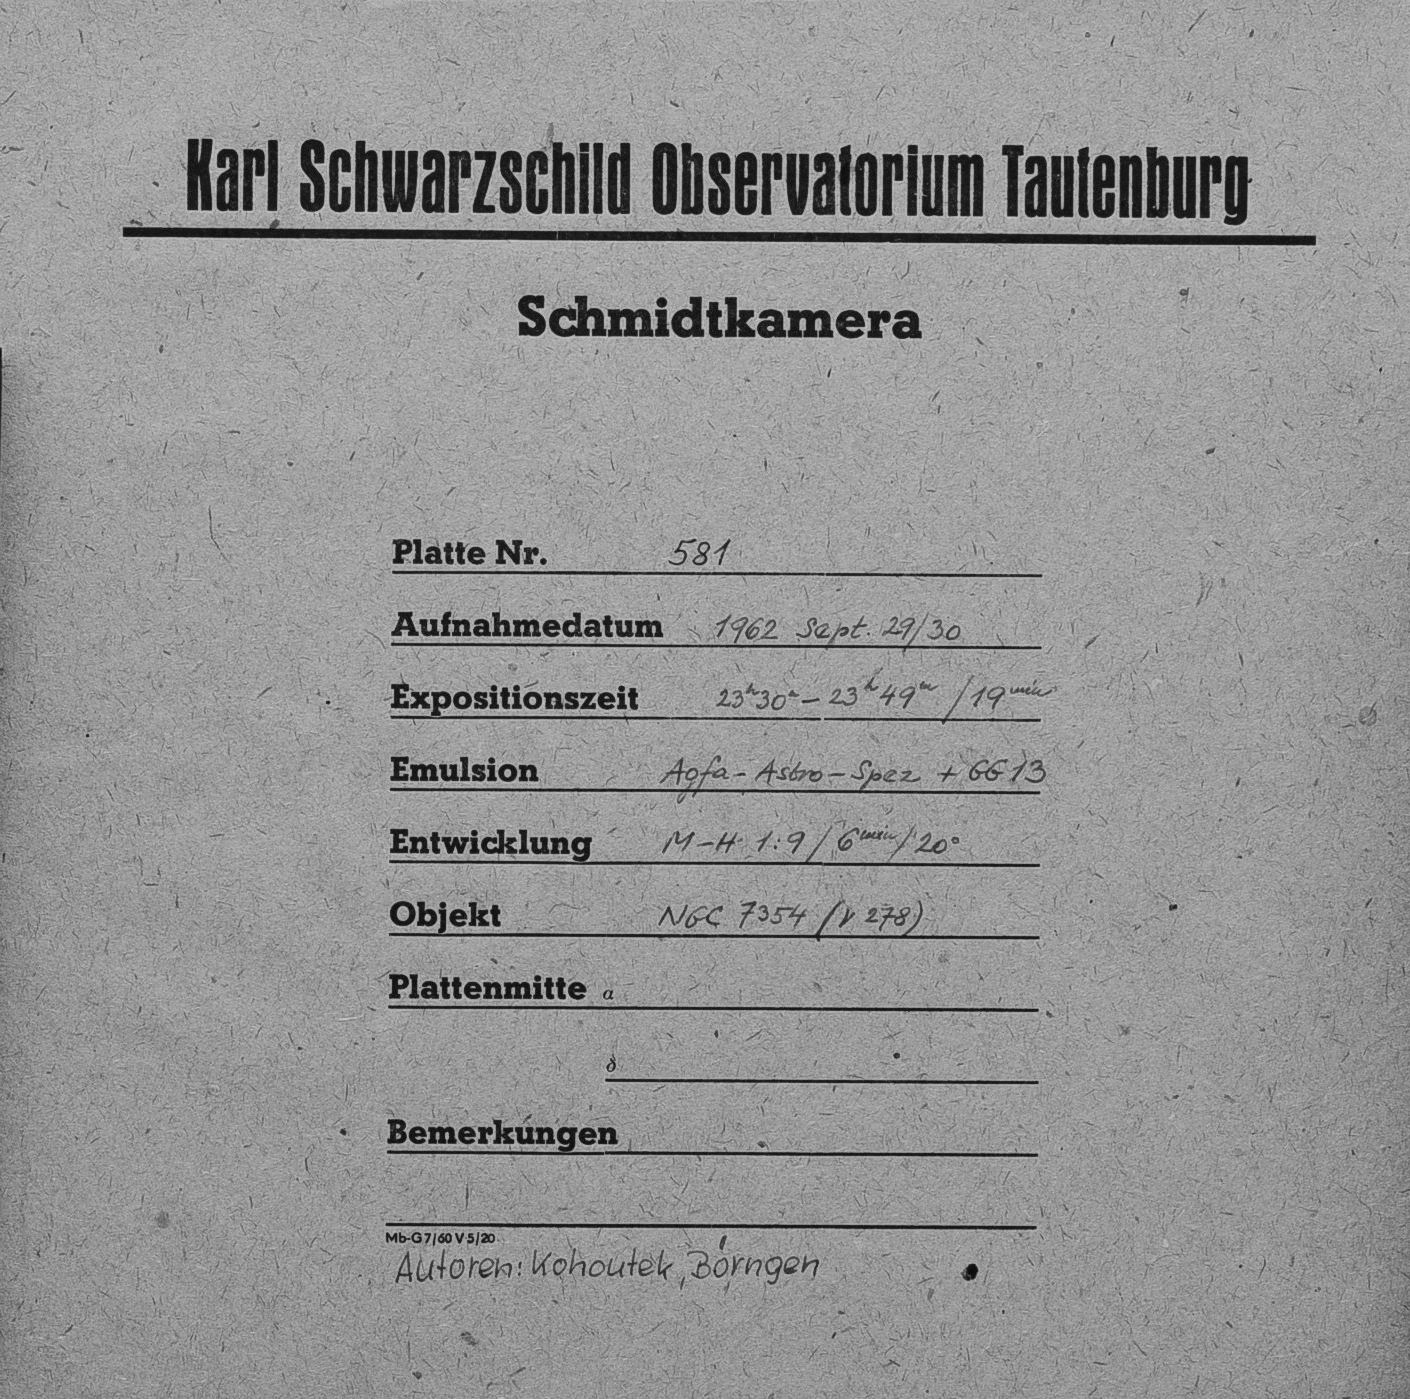 Karl Schwarzschild Observatorium Tautenburg
Schmidtkamera
Platte Nr. 581
Aufnahmedatum 1962 Sept. 29/30
Expositionszeit 23h30m – 23h49m / 19min
Emulsion Agfa - Astro - Spez + GG13
Entwicklung M-H 1:9 / 6min / 20°
Objekt NGC 7354 (V 278)
Plattenmitte α
δ
Bemerkungen
Mb-G 7/60 V 5/20
Autoren: Kohoutek, Börngen